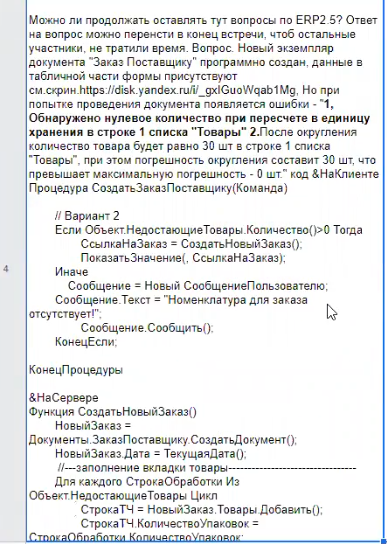 Можно ли продолжать оставлять тут вопросы по ERP2.5? Ответ
на вопрос можно перенсти в конец встречи, чтоб остальные
участники, не тратили время. Вопрос. Новый экземпляр
документа "Заказ Поставщику" программно создан, данные в
табличной части формы присутствуют
см.скрин.https://disk.yandex.ru/i/_gxIGuoWqab1Mg, Но при
попытке проведения документа появляется ошибки - "1,
Обнаружено нулевое количество при пересчете в единицу
хранения в строке 1 списка "Товары" 2.После округления
количество товара будет равно 30 шт в строке 1 списка
"Товары", при этом погрешность округления составит 30 шт, что
превышает максимальную погрешность - 0 шт." код &НаКлиенте
Процедура СоздатьЗаказПоставщику(Команда)
// Вариант 2
Если Объект.НедостающиеТовары.Количество()>0 Тогда
СсылкаНаЗаказ = СоздатьНовыйЗаказ();
ПоказатьЗначение(, СсылкаНаЗаказ);
4
Иначе
Сообщение = Новый СообщениеПользователю;
Сообщение.Текст = "Номенклатура для заказа
отсутствует!";
Сообщение.Сообщить();
КонецЕсли;
КонецПроцедуры
&НаСервере
Функция СоздатьНовыйЗаказ()
НовыйЗаказ =
Документы.ЗаказПоставщику.СоздатьДокумент();
НовыйЗаказ.Дата = ТекущаяДата();
//---заполнение вкладки товары--------------------------------
Для каждого СтрокаОбработки Из
Объект.НедостающиеТовары Цикл
СтрокаТЧ = НовыйЗаказ.Товары.Добавить();
СтрокаТЧ.КоличествоУпаковок =
СтрокаОбработки.КоличествоУпаковок;